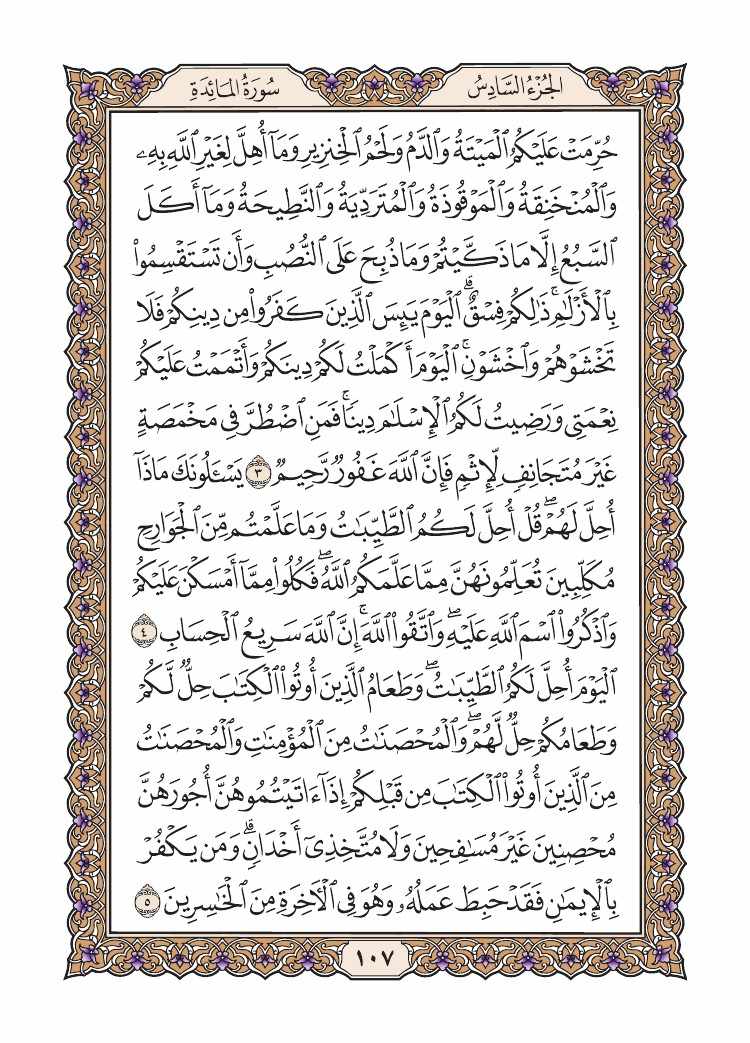 الجُزْءُ السَّادِسُ
سُورَةُ المَائِدَةِ
حُرِّمَتْ عَلَيْكُمُ ٱلْمَيْتَةُ وَٱلدَّمُ وَلَحْمُ ٱلْخِنزِيرِ وَمَآ أُهِلَّ لِغَيْرِ ٱللَّهِ بِهِۦ
وَٱلْمُنْخَنِقَةُ وَٱلْمَوْقُوذَةُ وَٱلْمُتَرَدِّيَةُ وَٱلنَّطِيحَةُ وَمَآ أَكَلَ
ٱلسَّبُعُ إِلَّا مَا ذَكَّيْتُمْ وَمَا ذُبِحَ عَلَى ٱلنُّصُبِ وَأَن تَسْتَقْسِمُوا۟
بِٱلْأَزْلَٰمِ ۚ ذَٰلِكُمْ فِسْقٌ ۗ ٱلْيَوْمَ يَئِسَ ٱلَّذِينَ كَفَرُوا۟ مِن دِينِكُمْ فَلَا
تَخْشَوْهُمْ وَٱخْشَوْنِ ۚ ٱلْيَوْمَ أَكْمَلْتُ لَكُمْ دِينَكُمْ وَأَتْمَمْتُ عَلَيْكُمْ
نِعْمَتِى وَرَضِيتُ لَكُمُ ٱلْإِسْلَٰمَ دِينًا ۚ فَمَنِ ٱضْطُرَّ فِى مَخْمَصَةٍ
غَيْرَ مُتَجَانِفٍ لِّإِثْمٍ فَإِنَّ ٱللَّهَ غَفُورٌ رَّحِيمٌ ٣ يَسْـَٔلُونَكَ مَاذَآ
أُحِلَّ لَهُمْ ۖ قُلْ أُحِلَّ لَكُمُ ٱلطَّيِّبَٰتُ وَمَا عَلَّمْتُم مِّنَ ٱلْجَوَارِحِ
مُكَلِّبِينَ تُعَلِّمُونَهُنَّ مِمَّا عَلَّمَكُمُ ٱللَّهُ ۖ فَكُلُوا۟ مِمَّآ أَمْسَكْنَ عَلَيْكُمْ
وَٱذْكُرُوا۟ ٱسْمَ ٱللَّهِ عَلَيْهِ ۖ وَٱتَّقُوا۟ ٱللَّهَ ۚ إِنَّ ٱللَّهَ سَرِيعُ ٱلْحِسَابِ ٤
ٱلْيَوْمَ أُحِلَّ لَكُمُ ٱلطَّيِّبَٰتُ ۖ وَطَعَامُ ٱلَّذِينَ أُوتُوا۟ ٱلْكِتَٰبَ حِلٌّ لَّكُمْ
وَطَعَامُكُمْ حِلٌّ لَّهُمْ ۖ وَٱلْمُحْصَنَٰتُ مِنَ ٱلْمُؤْمِنَٰتِ وَٱلْمُحْصَنَٰتُ
مِنَ ٱلَّذِينَ أُوتُوا۟ ٱلْكِتَٰبَ مِن قَبْلِكُمْ إِذَآ ءَاتَيْتُمُوهُنَّ أُجُورَهُنَّ
مُحْصِنِينَ غَيْرَ مُسَٰفِحِينَ وَلَا مُتَّخِذِىٓ أَخْدَانٍ ۗ وَمَن يَكْفُرْ
بِٱلْإِيمَٰنِ فَقَدْ حَبِطَ عَمَلُهُۥ وَهُوَ فِى ٱلْءَاخِرَةِ مِنَ ٱلْخَٰسِرِينَ ٥
١٠٧